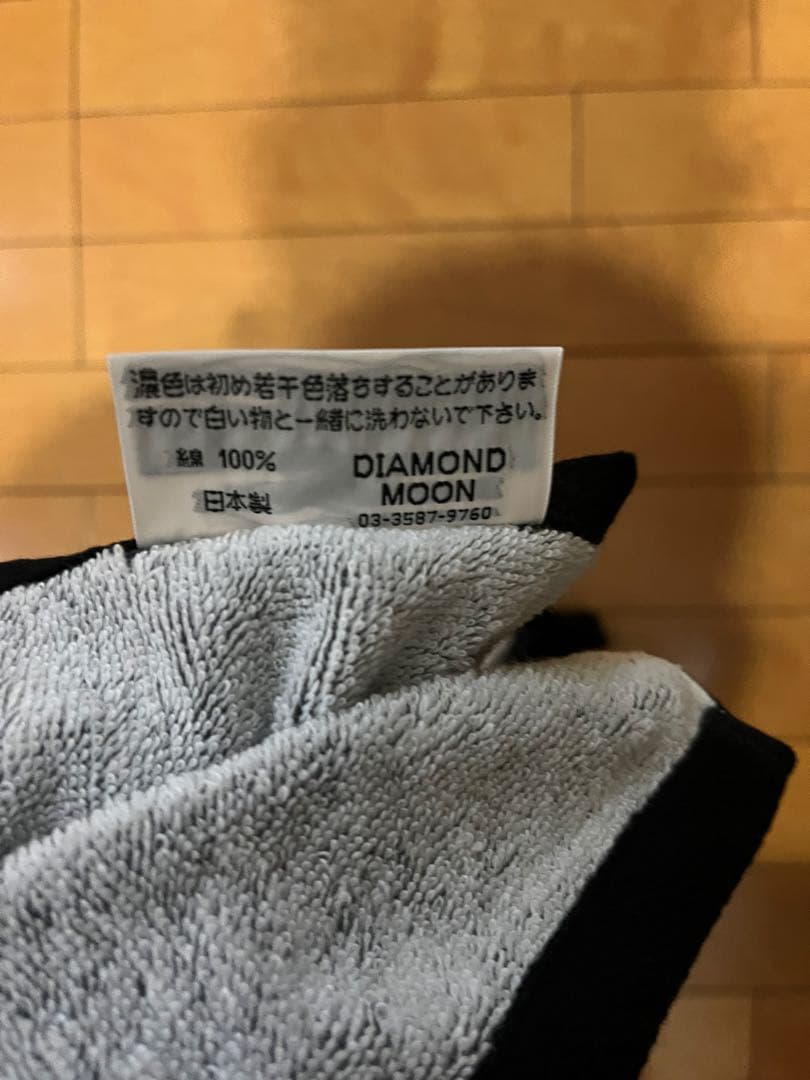 濃色は初め若干色落ちすることがありま
すので白い物と一緒に洗わないで下さい。
綿 100% DIAMOND
日本製 MOON
03-3587-9760